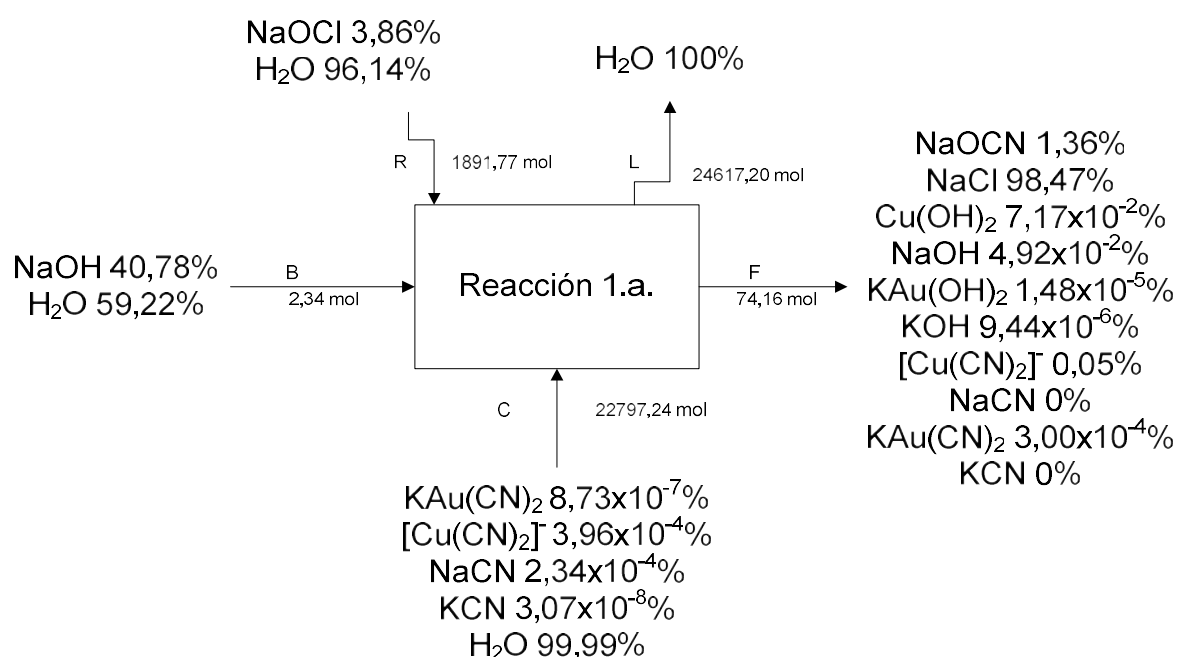 NaOCl 3,86%
H₂O 96,14%
H₂O 100%
R
1891,77 mol
L
24617,20 mol
NaOH 40,78%
H₂O 59,22%
B
2,34 mol
Reacción 1.a.
F
74,16 mol
NaOCN 1,36%
NaCl 98,47%
Cu(OH)₂ 7,17x10⁻²%
NaOH 4,92x10⁻²%
KAu(OH)₂ 1,48x10⁻⁵%
KOH 9,44x10⁻⁶%
[Cu(CN)₂]⁻ 0,05%
NaCN 0%
KAu(CN)₂ 3,00x10⁻⁴%
KCN 0%
C
22797,24 mol
KAu(CN)₂ 8,73x10⁻⁷%
[Cu(CN)₂]⁻ 3,96x10⁻⁴%
NaCN 2,34x10⁻⁴%
KCN 3,07x10⁻⁸%
H₂O 99,99%